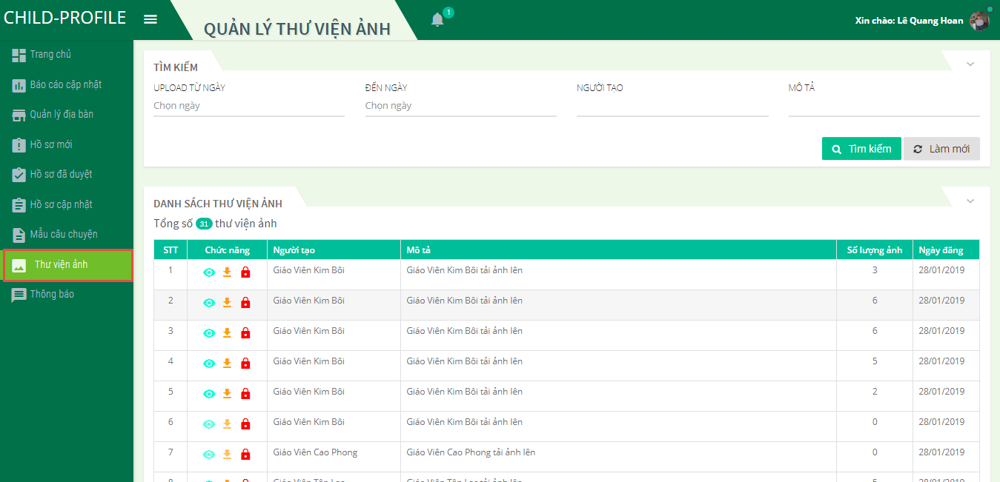 CHILD-PROFILE
QUẢN LÝ THƯ VIỆN ẢNH
1
Xin chào: Lê Quang Hoan
Trang chủ
Báo cáo cập nhật
Quản lý địa bàn
Hồ sơ mới
Hồ sơ đã duyệt
Hồ sơ cập nhật
Mẫu câu chuyện
Thư viện ảnh
Thông báo
TÌM KIẾM
UPLOAD TỪ NGÀY ĐẾN NGÀY NGƯỜI TẠO MÔ TẢ
Chọn ngày Chọn ngày
Tìm kiếm Làm mới
DANH SÁCH THƯ VIỆN ẢNH
Tổng số 31 thư viện ảnh
STT Chức năng Người tạo Mô tả Số lượng ảnh Ngày đăng
1 Giáo Viên Kim Bôi Giáo Viên Kim Bôi tải ảnh lên 3 28/01/2019
2 Giáo Viên Kim Bôi Giáo Viên Kim Bôi tải ảnh lên 6 28/01/2019
3 Giáo Viên Kim Bôi Giáo Viên Kim Bôi tải ảnh lên 6 28/01/2019
4 Giáo Viên Kim Bôi Giáo Viên Kim Bôi tải ảnh lên 5 28/01/2019
5 Giáo Viên Kim Bôi Giáo Viên Kim Bôi tải ảnh lên 2 28/01/2019
6 Giáo Viên Kim Bôi Giáo Viên Kim Bôi tải ảnh lên 0 28/01/2019
7 Giáo Viên Cao Phong Giáo Viên Cao Phong tải ảnh lên 0 28/01/2019
8 Giáo Viên Tân Lạc Giáo Viên Tân Lạc tải ảnh lên 5 28/01/2019